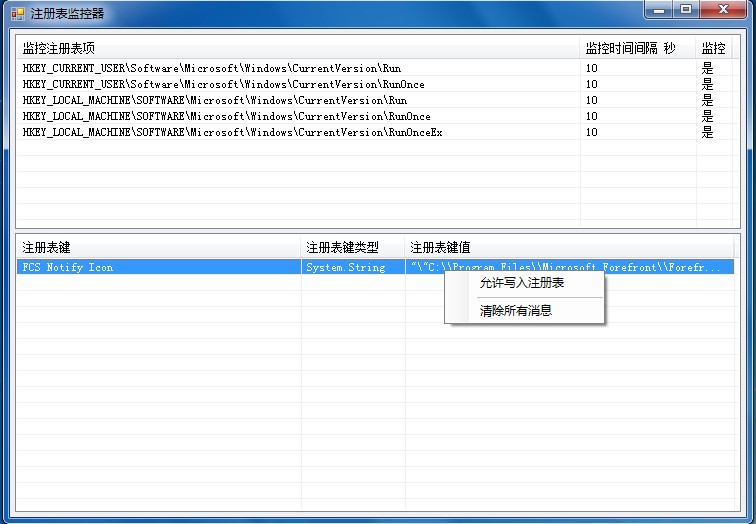 注册表监控器
监控注册表项 监控时间间隔 秒 监控
HKEY_CURRENT_USER\Software\Microsoft\Windows\CurrentVersion\Run 10 是
HKEY_CURRENT_USER\Software\Microsoft\Windows\CurrentVersion\RunOnce 10 是
HKEY_LOCAL_MACHINE\SOFTWARE\Microsoft\Windows\CurrentVersion\Run 10 是
HKEY_LOCAL_MACHINE\SOFTWARE\Microsoft\Windows\CurrentVersion\RunOnce 10 是
HKEY_LOCAL_MACHINE\SOFTWARE\Microsoft\Windows\CurrentVersion\RunOnceEx 10 是
注册表键 注册表键类型 注册表键值
FCS Notify Icon System.String "\"C:\\Program Files\\Microsoft Forefront\\Forefr...
允许写入注册表
清除所有消息